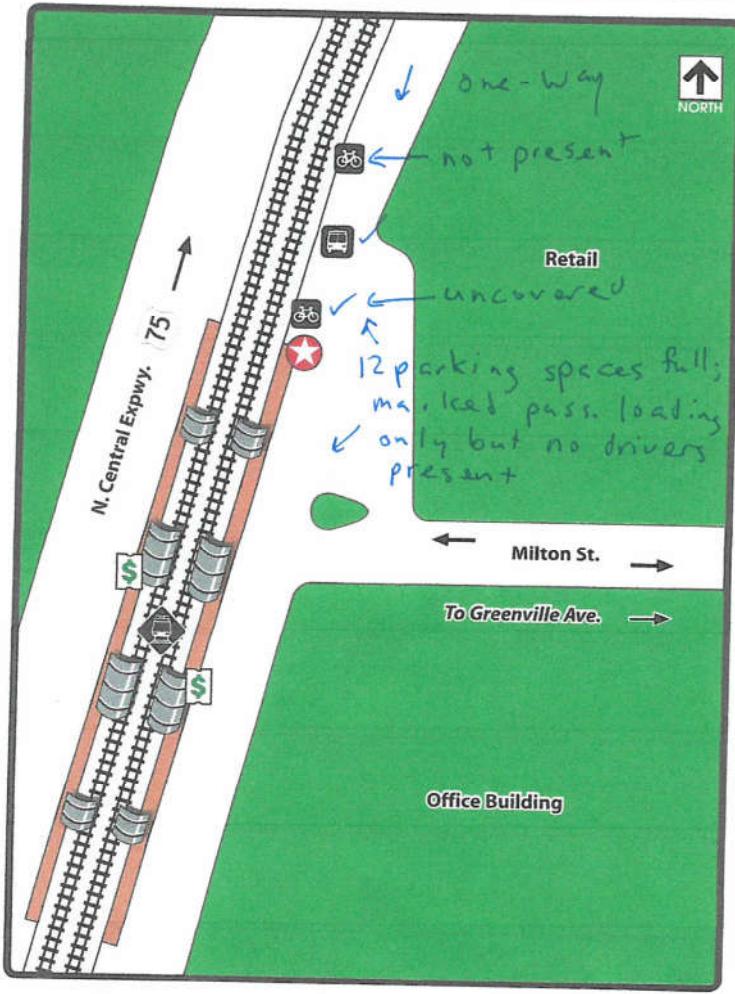 one-way
NORTH
not present
Retail
uncovered
75
N. Central Expwy.
12 parking spaces full;
marked pass. loading
only but no drivers
present
$
Milton St.
To Greenville Ave.
$
Office Building